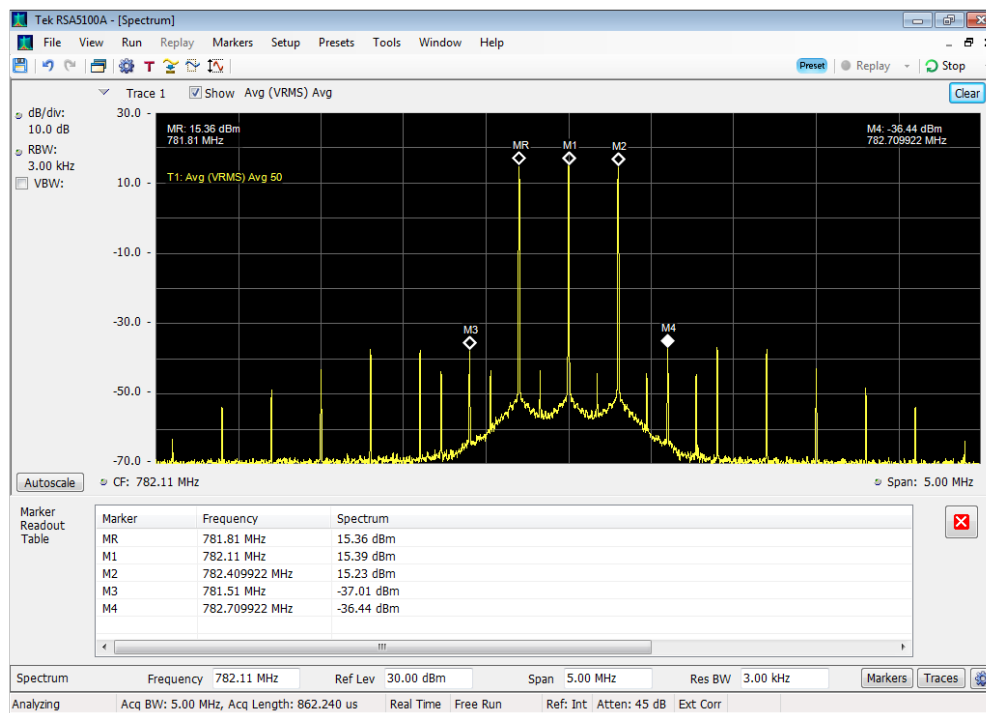 Tek RSA5100A - [Spectrum]
File View Run Replay Markers Setup Presets Tools Window Help
T Preset Replay Stop
Trace 1 Show Avg (VRMS) Avg Clear
dB/div:
10.0 dB
RBW:
3.00 kHz
VBW:
30.0 -
10.0 -
-10.0 -
-30.0 -
-50.0 -
-70.0 -
MR: 15.36 dBm
781.81 MHz
M4: -36.44 dBm
782.709922 MHz
T1: Avg (VRMS) Avg 50
MR M1 M2
M3 M4
Autoscale CF: 782.11 MHz Span: 5.00 MHz
Marker
Readout
Table
Marker Frequency Spectrum
MR 781.81 MHz 15.36 dBm
M1 782.11 MHz 15.39 dBm
M2 782.409922 MHz 15.23 dBm
M3 781.51 MHz -37.01 dBm
M4 782.709922 MHz -36.44 dBm
Spectrum Frequency 782.11 MHz Ref Lev 30.00 dBm Span 5.00 MHz Res BW 3.00 kHz Markers Traces
Analyzing Acq BW: 5.00 MHz, Acq Length: 862.240 us Real Time Free Run Ref: Int Atten: 45 dB Ext Corr